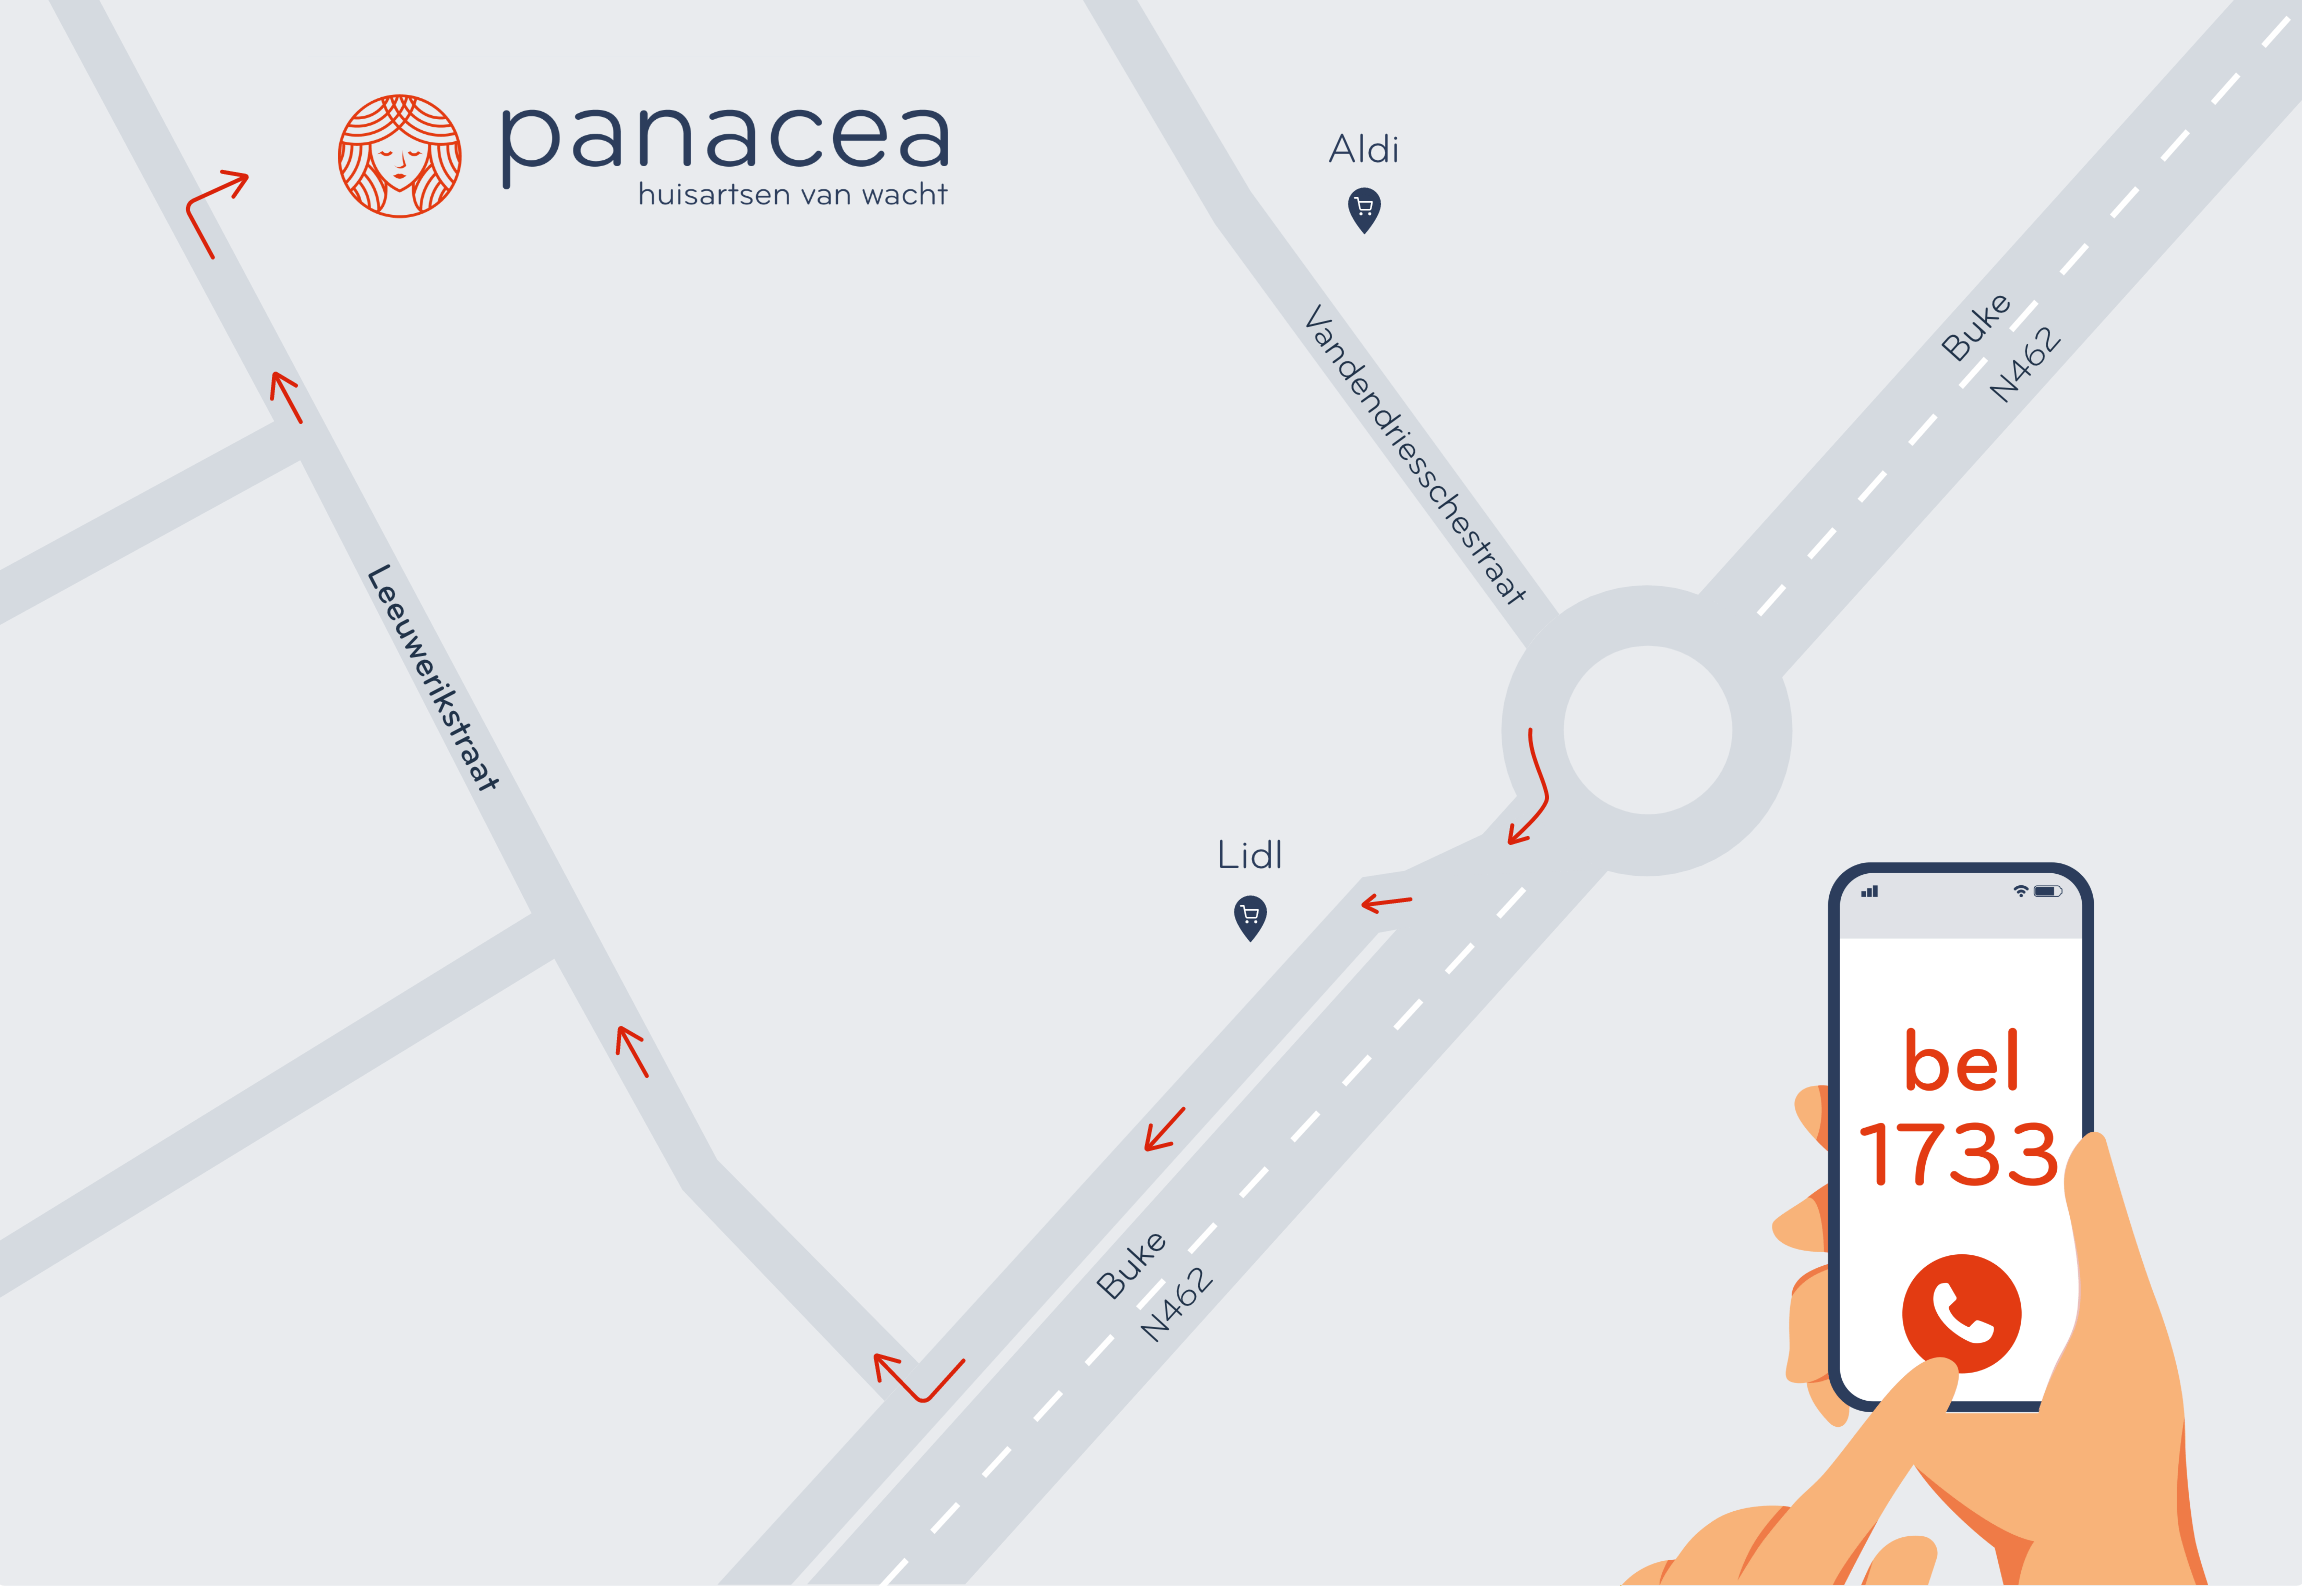 panacea
huisartsen van wacht
Aldi
Vandendriesschestraat
Buke
N462
Leeuwerikstraat
Lidl
Buke
N462
bel
1733